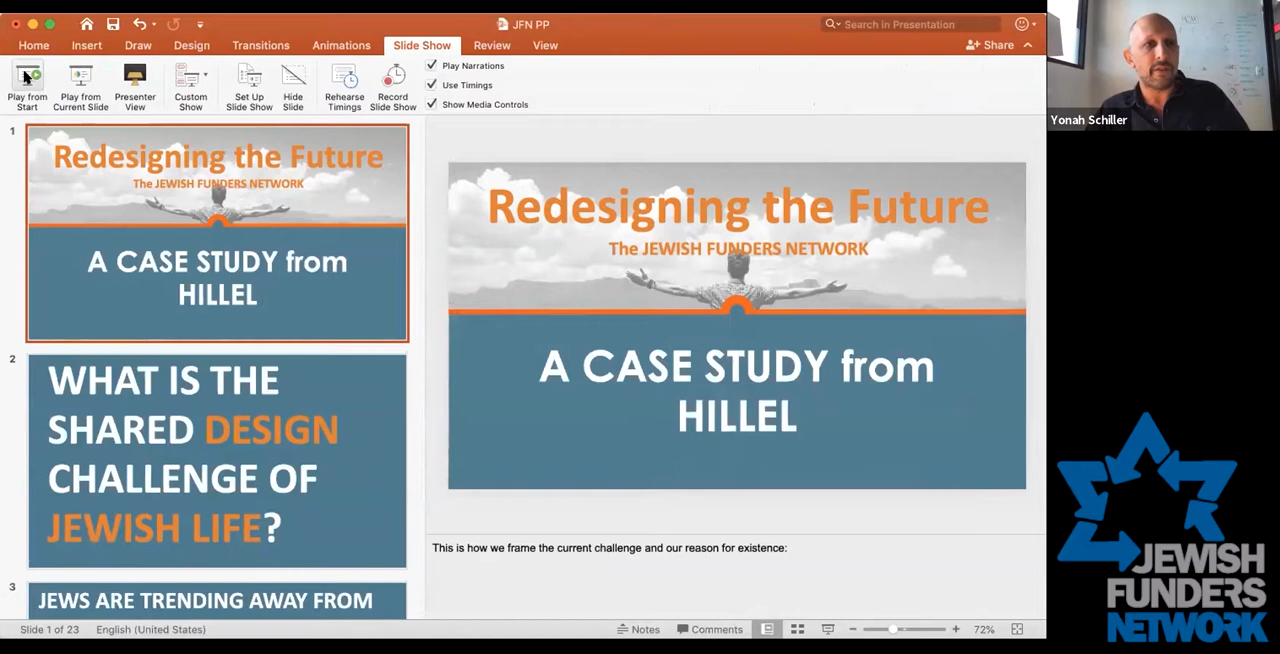 JFN PP
Search in Presentation
Home
Insert
Draw
Design
Transitions
Animations
Slide Show
Review
View
Share
Play from
Start
Play from
Current Slide
Presenter
View
Custom
Show
Set Up
Slide Show
Hide
Slide
Rehearse
Timings
Record
Slide Show
Play Narrations
Use Timings
Show Media Controls
Yonah Schiller
1
Redesigning the Future
The JEWISH FUNDERS NETWORK
A CASE STUDY from
HILLEL
2
WHAT IS THE
SHARED DESIGN
CHALLENGE OF
JEWISH LIFE?
3
JEWS ARE TRENDING AWAY FROM
Redesigning the Future
The JEWISH FUNDERS NETWORK
A CASE STUDY from
HILLEL
This is how we frame the current challenge and our reason for existence:
Slide 1 of 23
English (United States)
Notes
Comments
72%
JEWISH
FUNDERS
NETWORK